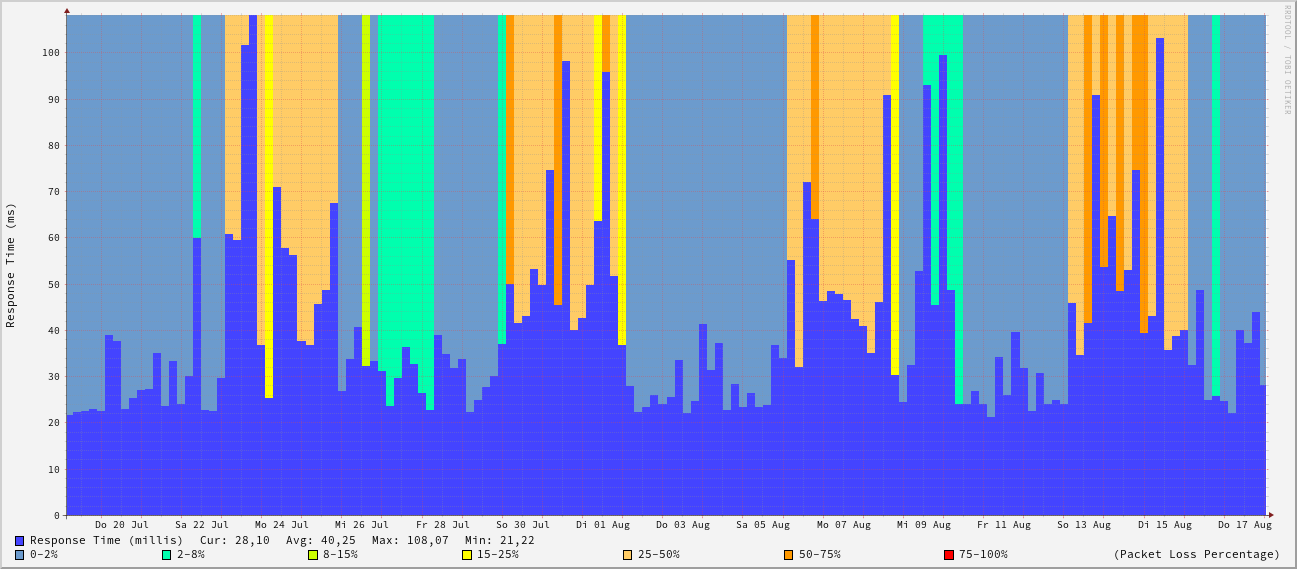 RRDTOOL / TOBI OETIKER
Response Time (ms)
100
90
80
70
60
50
40
30
20
10
0
Do 20 Jul Sa 22 Jul Mo 24 Jul Mi 26 Jul Fr 28 Jul So 30 Jul Di 01 Aug Do 03 Aug Sa 05 Aug Mo 07 Aug Mi 09 Aug Fr 11 Aug So 13 Aug Di 15 Aug Do 17 Aug
Response Time (millis) Cur: 28,10 Avg: 40,25 Max: 108,07 Min: 21,22
0-2% 2-8% 8-15% 15-25% 25-50% 50-75% 75-100% (Packet Loss Percentage)